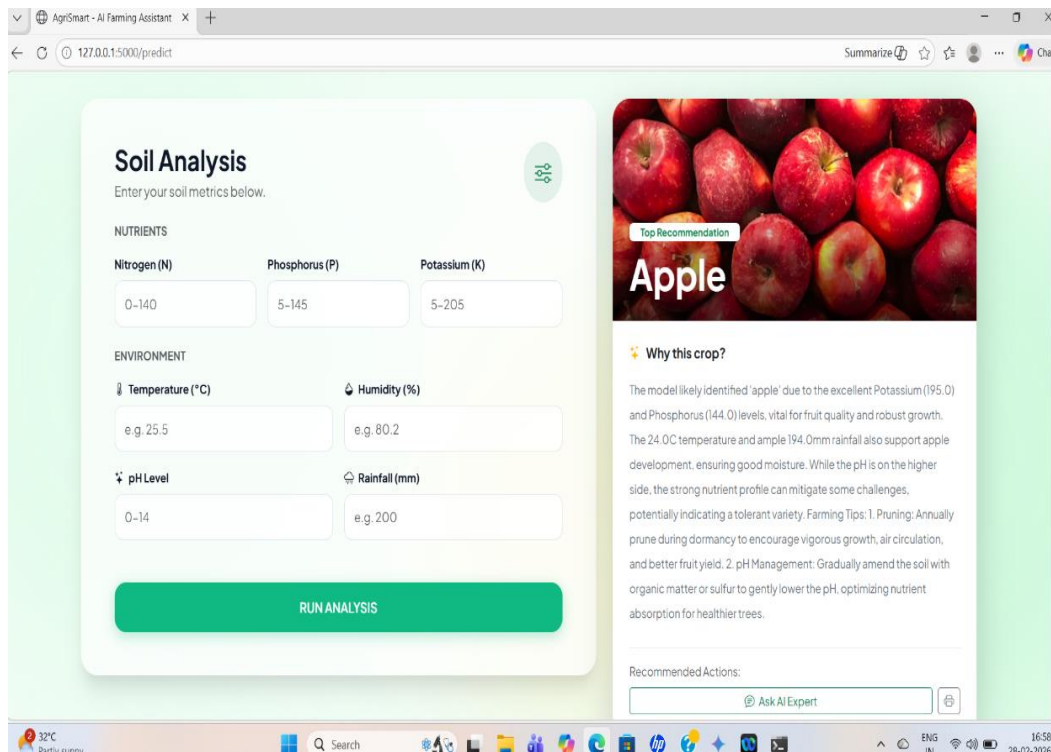 AgriSmart - AI Farming Assistant
127.0.0.1:5000/predict
Summarize
Soil Analysis
Enter your soil metrics below.
NUTRIENTS
Nitrogen (N) Phosphorus (P) Potassium (K)
0-140 5-145 5-205
ENVIRONMENT
Temperature (°C) Humidity (%)
e.g. 25.5 e.g. 80.2
pH Level Rainfall (mm)
0-14 e.g. 200
RUN ANALYSIS
Top Recommendation
Apple
Why this crop?
The model likely identified 'apple' due to the excellent Potassium (195.0)
and Phosphorus (144.0) levels, vital for fruit quality and robust growth.
The 24.0C temperature and ample 194.0mm rainfall also support apple
development, ensuring good moisture. While the pH is on the higher
side, the strong nutrient profile can mitigate some challenges,
potentially indicating a tolerant variety. Farming Tips: 1. Pruning: Annually
prune during dormancy to encourage vigorous growth, air circulation,
and better fruit yield. 2. pH Management: Gradually amend the soil with
organic matter or sulfur to gently lower the pH, optimizing nutrient
absorption for healthier trees.
Recommended Actions:
Ask AI Expert
2 32°C
Partly sunny
Search
hp
ENG
IN
16:58